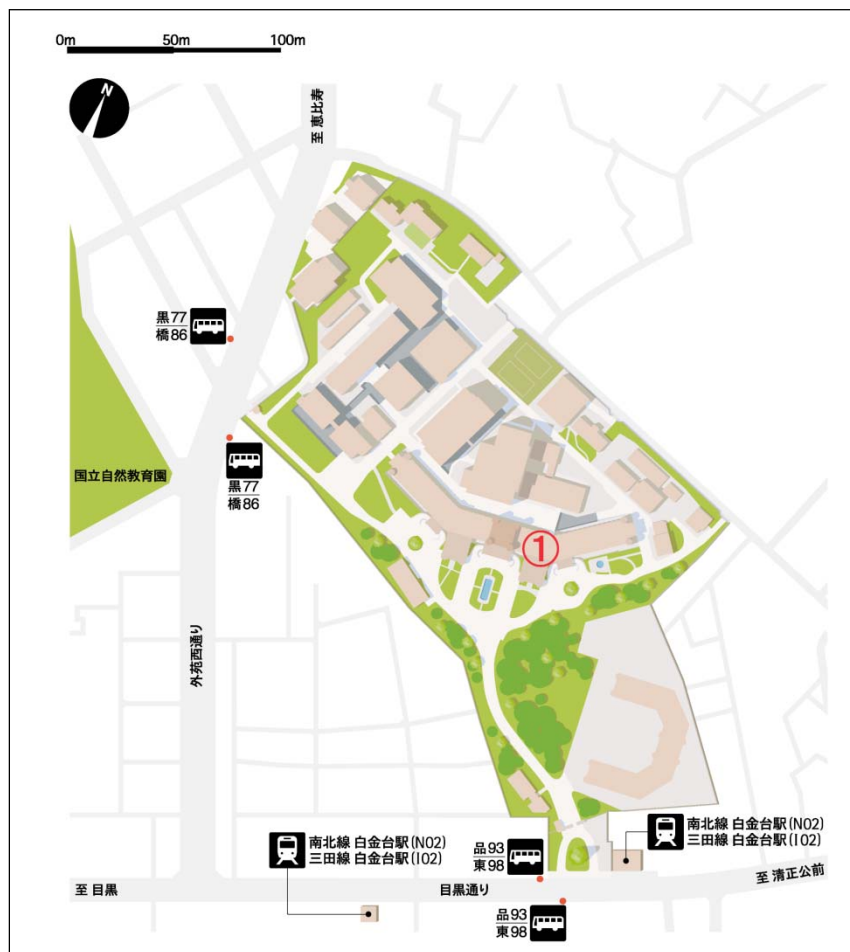 0m 50m 100m
N
至 恵比寿
黒77
橋86
国立自然教育園
黒77
橋86
外苑西通り
①
南北線 白金台駅(N02)
三田線 白金台駅(I02)
品93
東98
南北線 白金台駅(N02)
三田線 白金台駅(I02)
至 目黒
目黒通り
至 清正公前
品93
東98